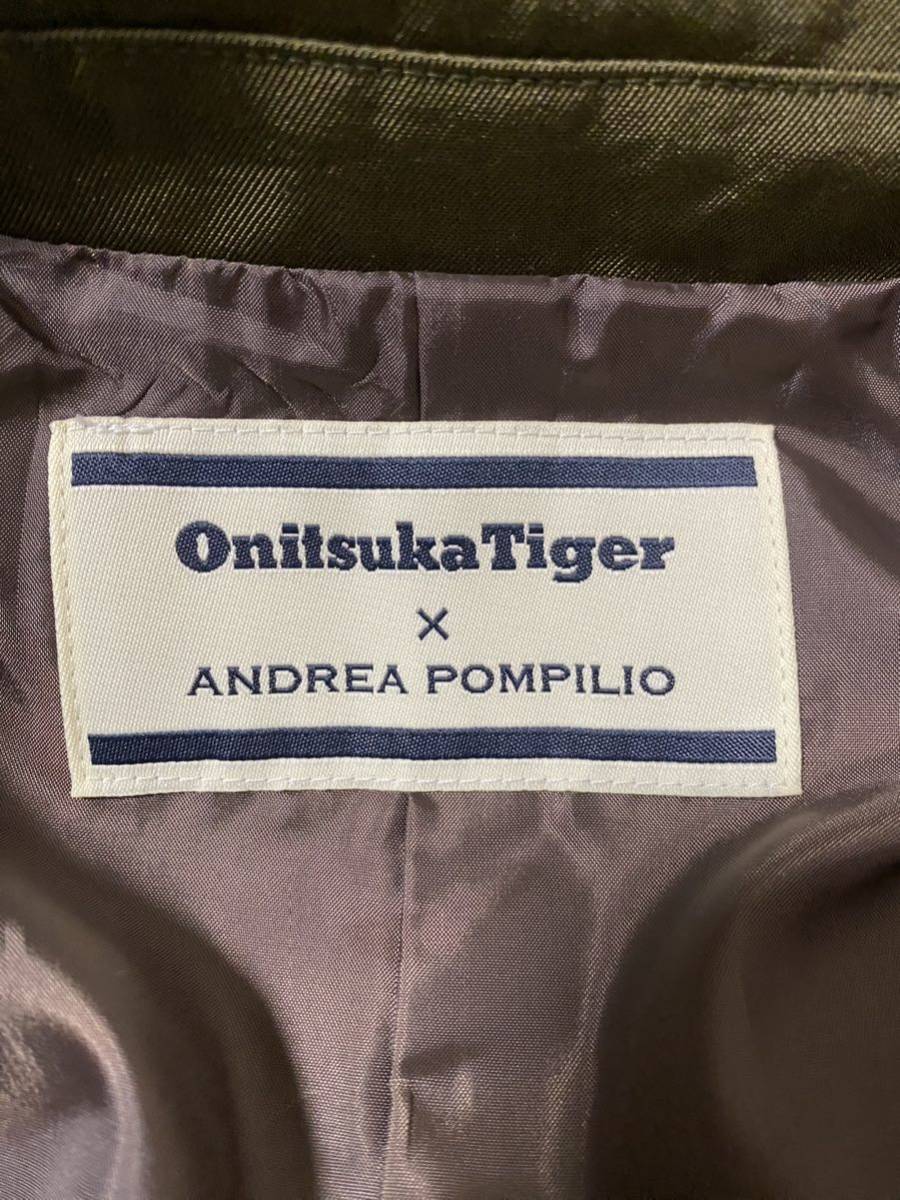 OnitsukaTiger
×
ANDREA POMPILIO